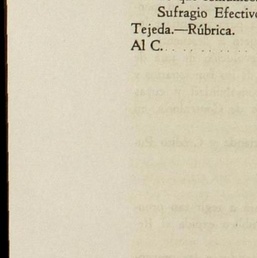 Sufragio Efectivo
Tejeda.—Rúbrica.
Al C. . . . . . . . . .